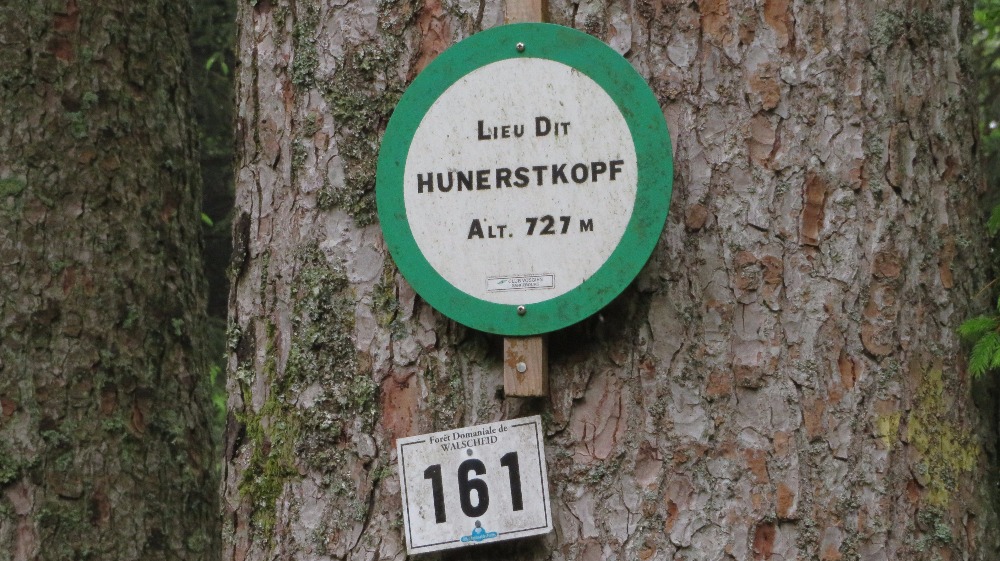 Lieu Dit
HUNERSTKOPF
Alt. 727 m
Forêt Domaniale de
WALSCHEID
161